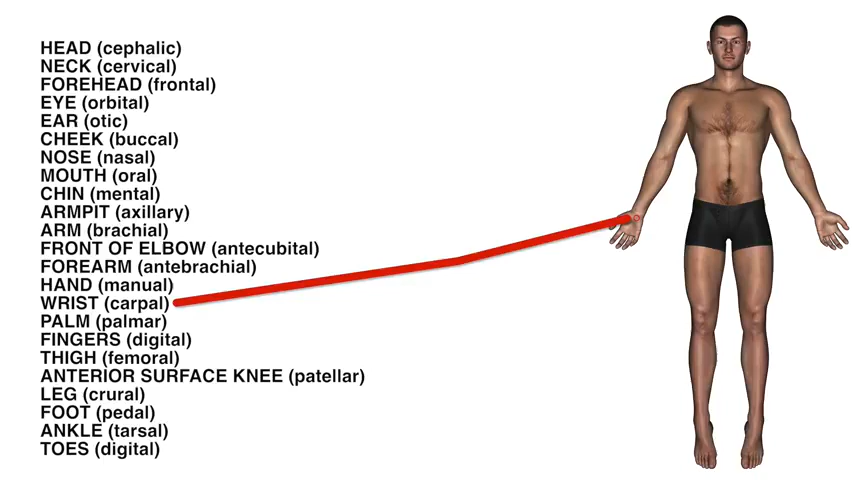 HEAD (cephalic)
NECK (cervical)
FOREHEAD (frontal)
EYE (orbital)
EAR (otic)
CHEEK (buccal)
NOSE (nasal)
MOUTH (oral)
CHIN (mental)
ARMPIT (axillary)
ARM (brachial)
FRONT OF ELBOW (antecubital)
FOREARM (antebrachial)
HAND (manual)
WRIST (carpal)
PALM (palmar)
FINGERS (digital)
THIGH (femoral)
ANTERIOR SURFACE KNEE (patellar)
LEG (crural)
FOOT (pedal)
ANKLE (tarsal)
TOES (digital)